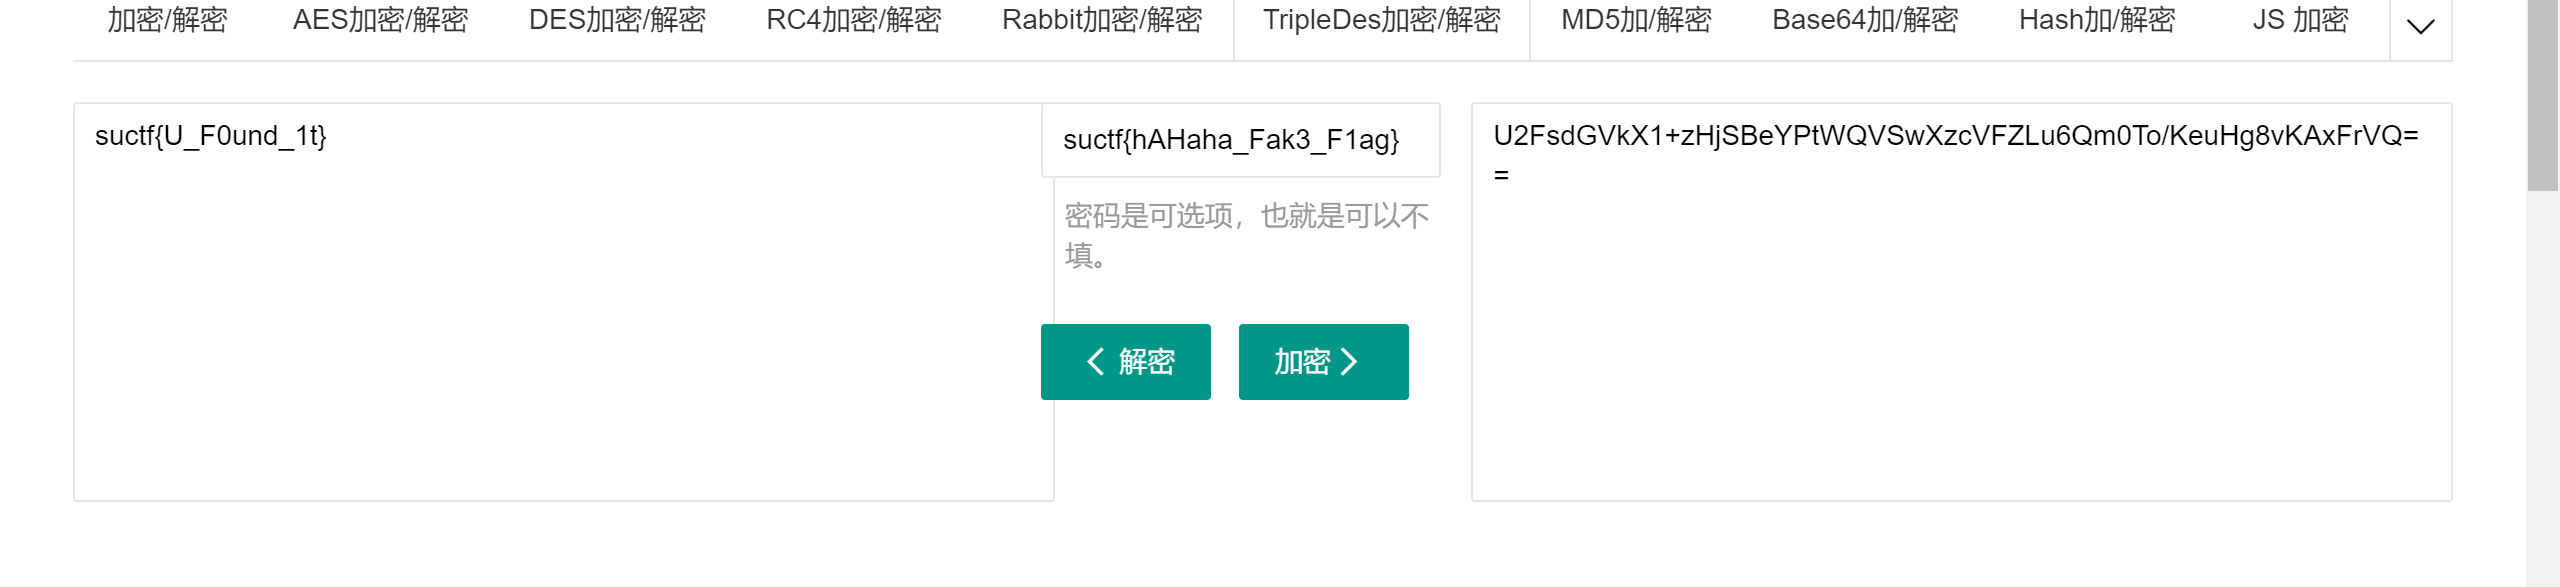 加密/解密 AES加密/解密 DES加密/解密 RC4加密/解密 Rabbit加密/解密 TripleDes加密/解密 MD5加/解密 Base64加/解密 Hash加/解密 JS 加密
suctf{U_F0und_1t}
suctf{hAHaha_Fak3_F1ag}
密码是可选项，也就是可以不
填。
解密 加密
U2FsdGVkX1+zHjSBeYPtWQVSwXzcVFZLu6Qm0To/KeuHg8vKAxFrVQ=
=